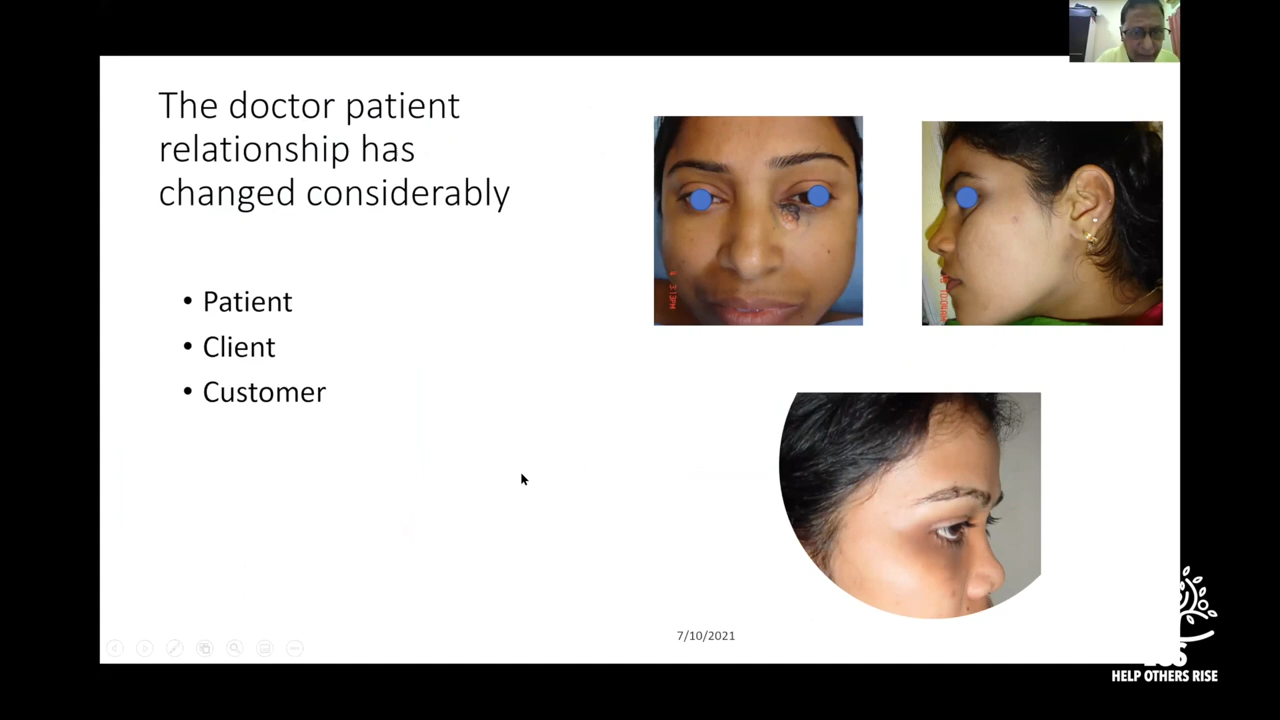 The doctor patient
relationship has
changed considerably
• Patient
• Client
• Customer
7/10/2021
HELP OTHERS RISE